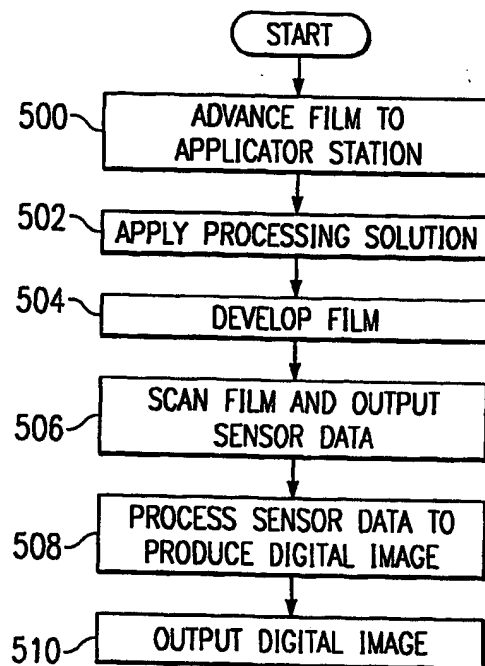 START
500
ADVANCE FILM TO
APPLICATOR STATION
502
APPLY PROCESSING SOLUTION
504
DEVELOP FILM
506
SCAN FILM AND OUTPUT
SENSOR DATA
508
PROCESS SENSOR DATA TO
PRODUCE DIGITAL IMAGE
510
OUTPUT DIGITAL IMAGE